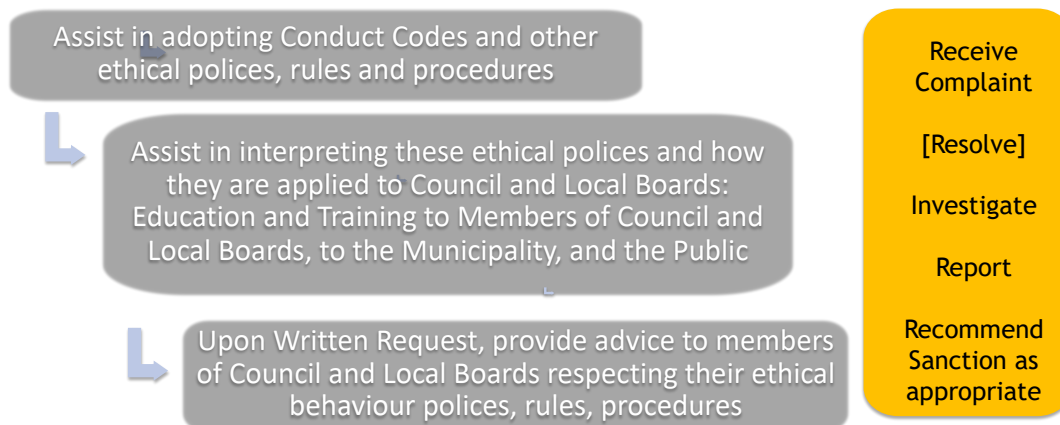 Assist in adopting Conduct Codes and other
ethical polices, rules and procedures
Assist in interpreting these ethical polices and how
they are applied to Council and Local Boards:
Education and Training to Members of Council and
Local Boards, to the Municipality, and the Public
Upon Written Request, provide advice to members
of Council and Local Boards respecting their ethical
behaviour polices, rules, procedures
Receive
Complaint
[Resolve]
Investigate
Report
Recommend
Sanction as
appropriate